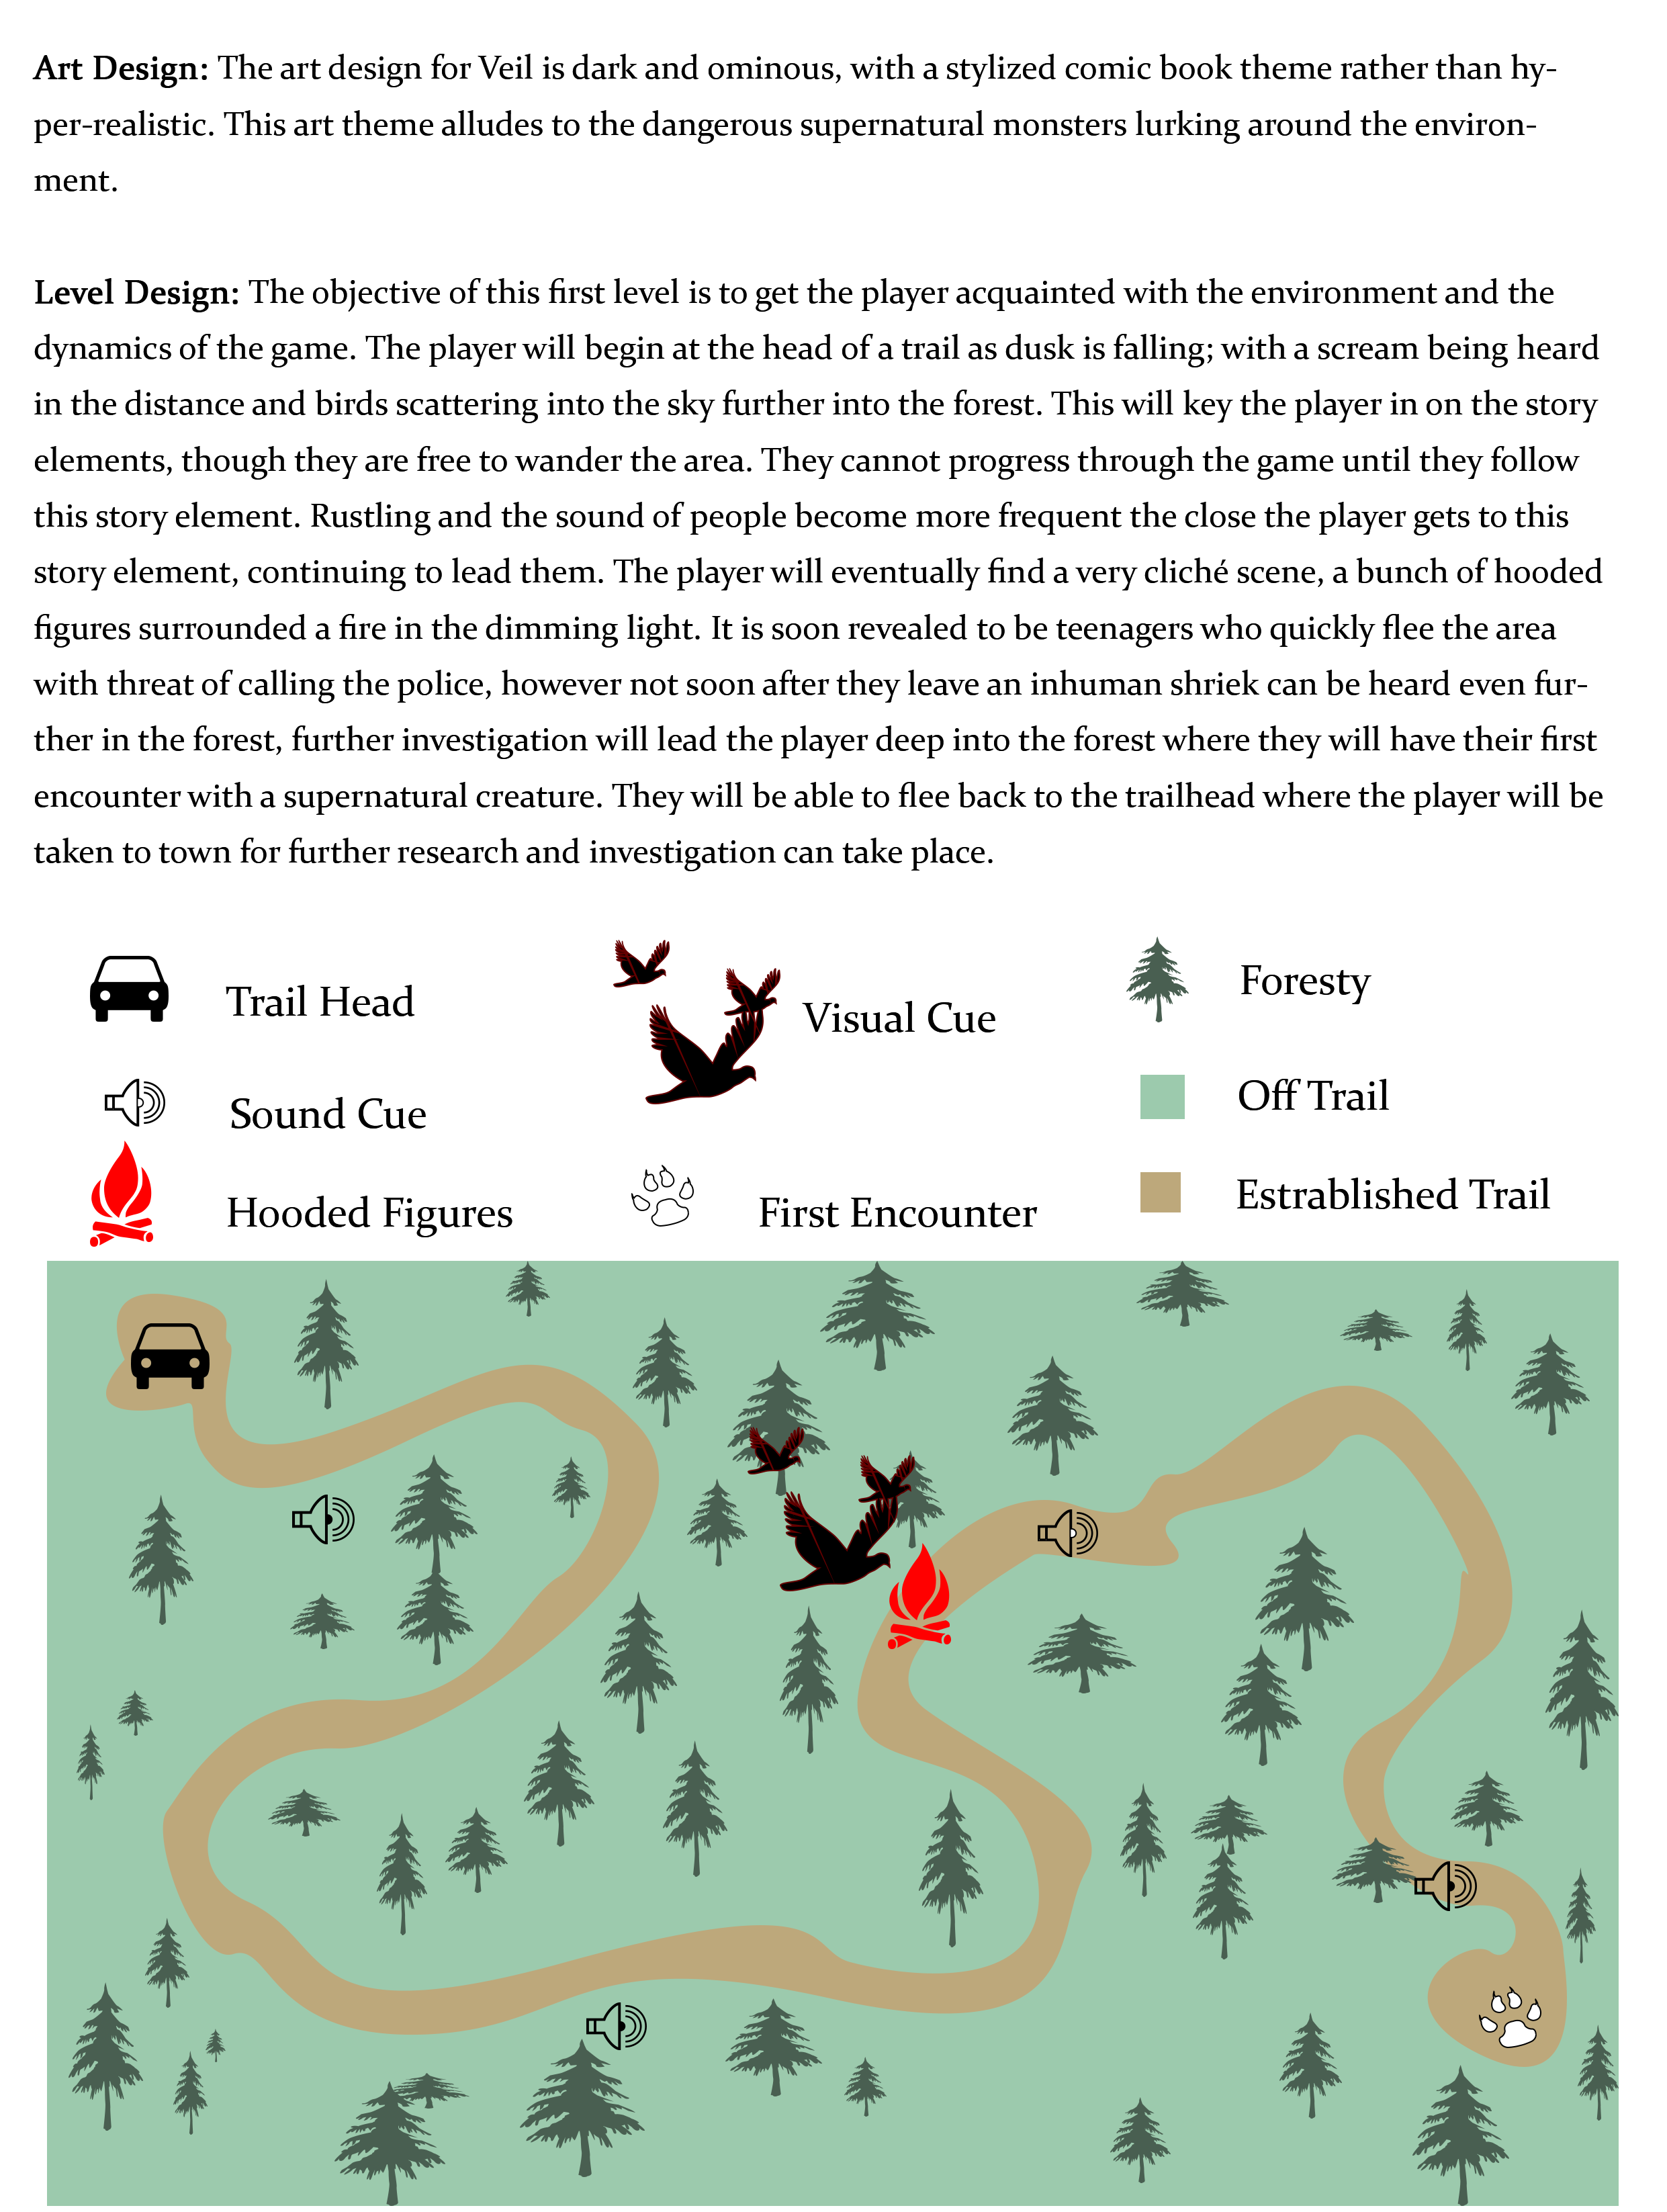 Art Design: The art design for Veil is dark and ominous, with a stylized comic book theme rather than hy-
per-realistic. This art theme alludes to the dangerous supernatural monsters lurking around the environ-
ment.
Level Design: The objective of this first level is to get the player acquainted with the environment and the
dynamics of the game. The player will begin at the head of a trail as dusk is falling; with a scream being heard
in the distance and birds scattering into the sky further into the forest. This will key the player in on the story
elements, though they are free to wander the area. They cannot progress through the game until they follow
this story element. Rustling and the sound of people become more frequent the close the player gets to this
story element, continuing to lead them. The player will eventually find a very cliché scene, a bunch of hooded
figures surrounded a fire in the dimming light. It is soon revealed to be teenagers who quickly flee the area
with threat of calling the police, however not soon after they leave an inhuman shriek can be heard even fur-
ther in the forest, further investigation will lead the player deep into the forest where they will have their first
encounter with a supernatural creature. They will be able to flee back to the trailhead where the player will be
taken to town for further research and investigation can take place.
Trail Head
Visual Cue
Foresty
Sound Cue
Off Trail
Hooded Figures
First Encounter
Estrablished Trail